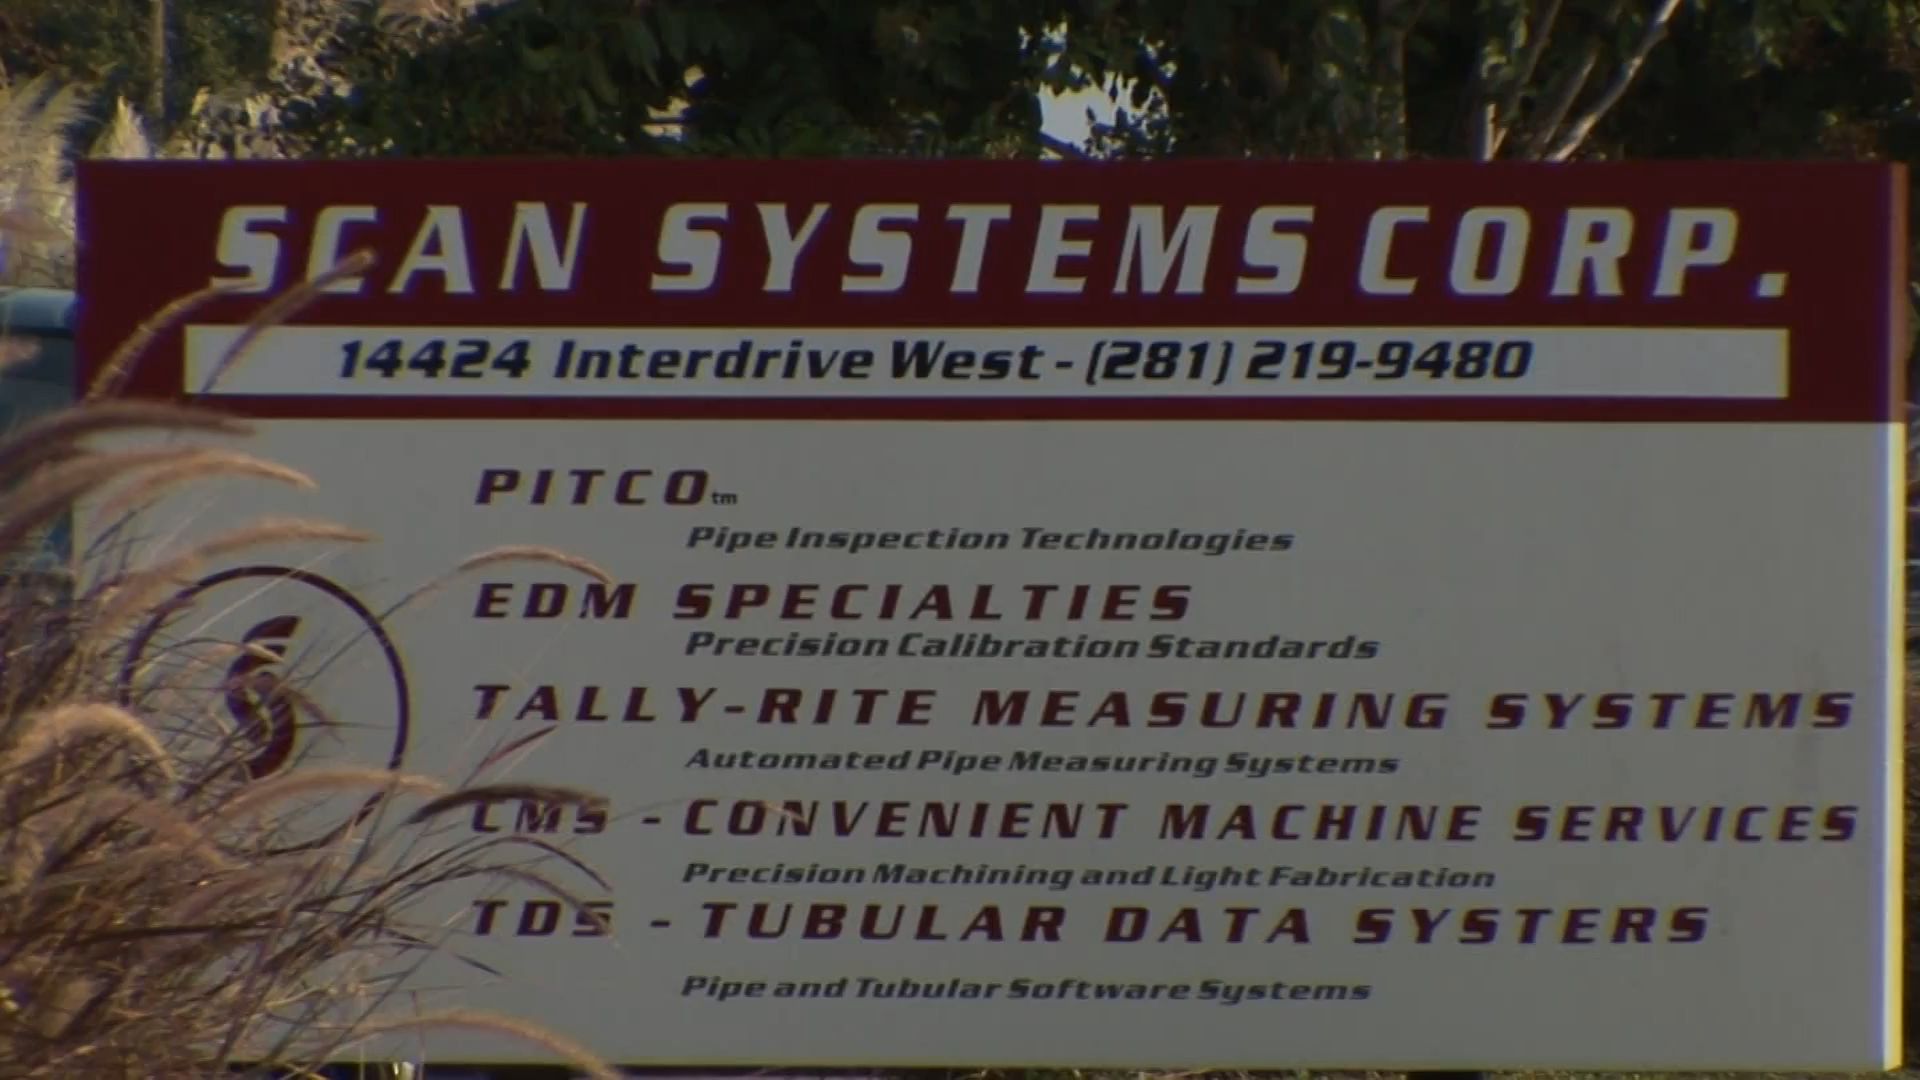 SCAN SYSTEMS CORP.
14424 Interdrive West - (281) 219-9480
PITCO tm
Pipe Inspection Technologies
EDM SPECIALTIES
Precision Calibration Standards
TALLY-RITE MEASURING SYSTEMS
Automated Pipe Measuring Systems
CMS - CONVENIENT MACHINE SERVICES
Precision Machining and Light Fabrication
TDS - TUBULAR DATA SYSTERS
Pipe and Tubular Software Systems